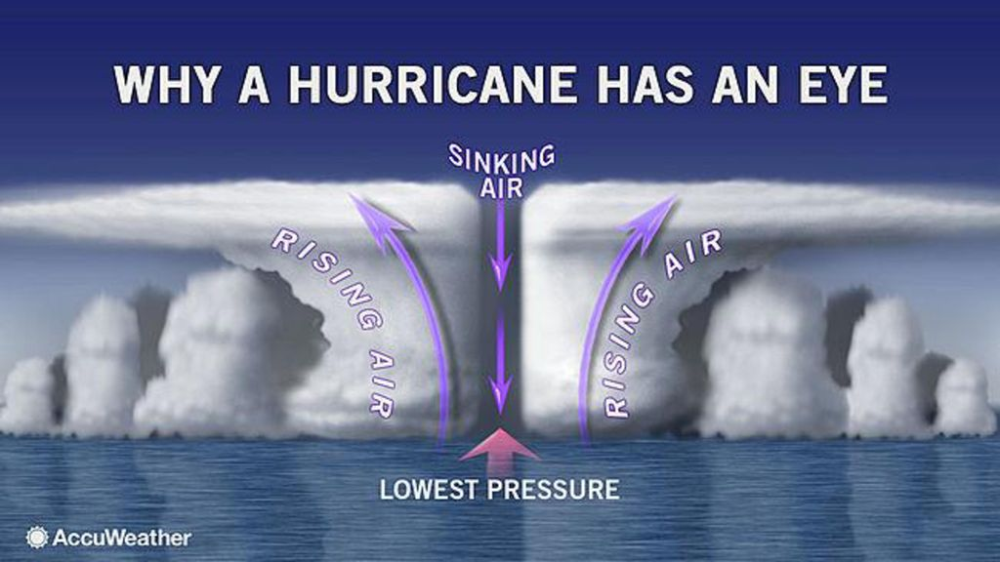 WHY A HURRICANE HAS AN EYE
SINKING
AIR
RISING AIR
RISING AIR
LOWEST PRESSURE
AccuWeather